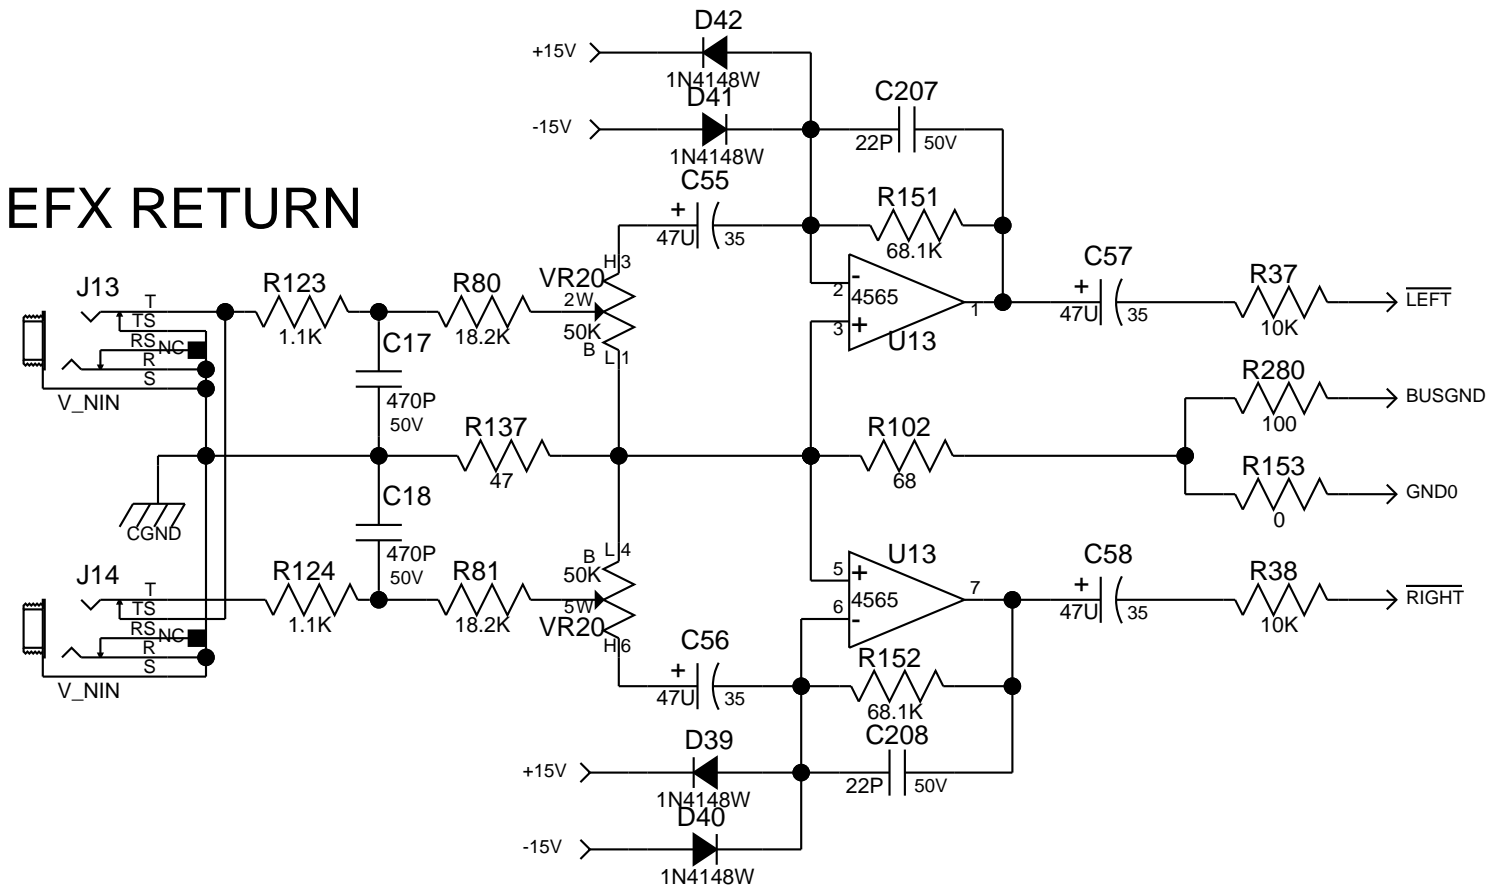 EFX RETURN
D42
+15V
1N4148W
D41
-15V
1N4148W
C207
22P
50V
C55
+
47U
35
R151
68.1K
J13
T
TS
RS
NC
R
S
V_NIN
R123
1.1K
R80
18.2K
VR20
H 3
2W
50K
B
L 1
C17
470P
50V
2
-
4565
3
+
U13
1
C57
+
47U
35
R37
10K
LEFT
R280
100
BUSGND
R137
47
R102
68
R153
0
GND0
CGND
C18
470P
50V
J14
T
TS
RS
NC
R
S
V_NIN
R124
1.1K
R81
18.2K
B
L 4
50K
5W
VR20
H 6
U13
5
+
4565
6
-
7
C58
+
47U
35
R38
10K
RIGHT
C56
+
47U
35
R152
68.1K
C208
22P
50V
D39
+15V
1N4148W
D40
-15V
1N4148W